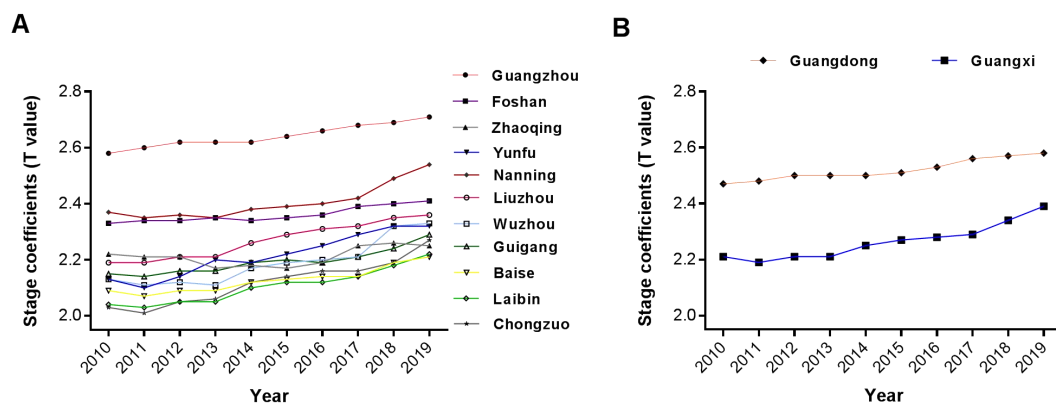 A
Stage coefficients (T value)
2.8
2.6
2.4
2.2
2.0
2010
2011
2012
2013
2014
2015
2016
2017
2018
2019
Year
Guangzhou
Foshan
Zhaoqing
Yunfu
Nanning
Liuzhou
Wuzhou
Guigang
Baise
Laibin
Chongzuo
B
Guangdong Guangxi
Stage coefficients (T value)
2.8
2.6
2.4
2.2
2.0
2010
2011
2012
2013
2014
2015
2016
2017
2018
2019
Year